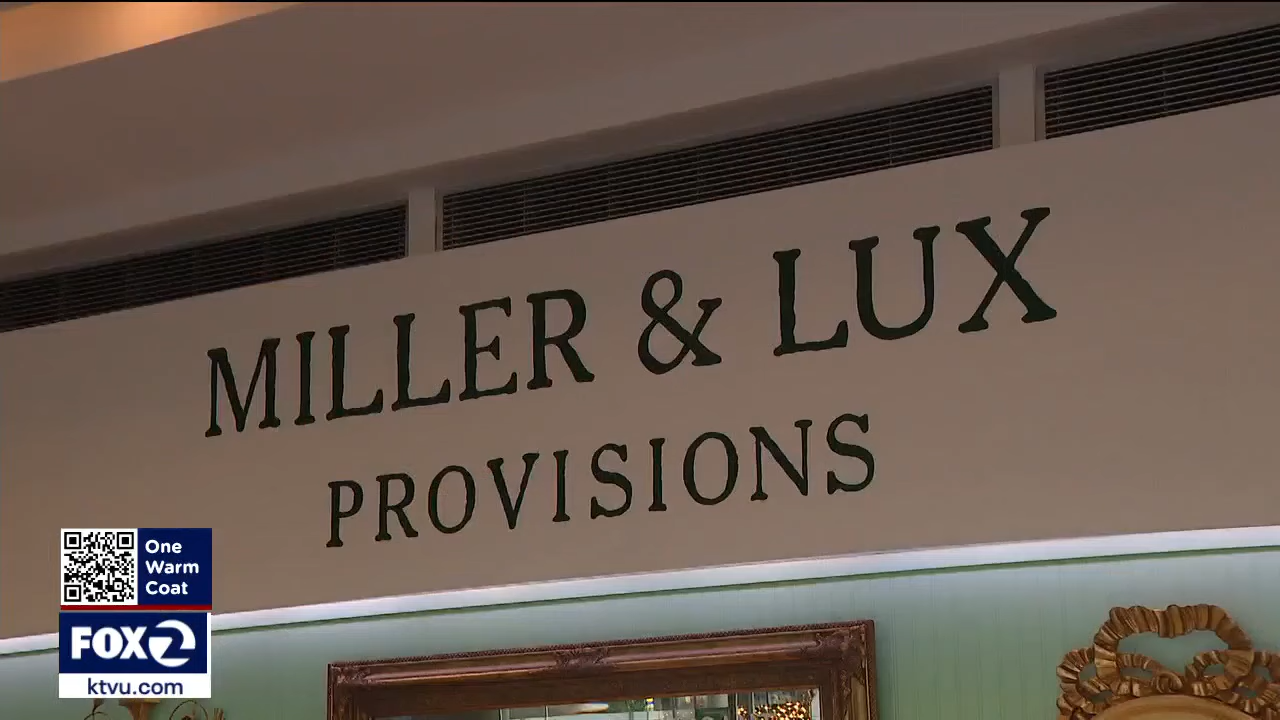 MILLER & LUX
PROVISIONS
One
Warm
Coat
FOX 2
ktvu.com